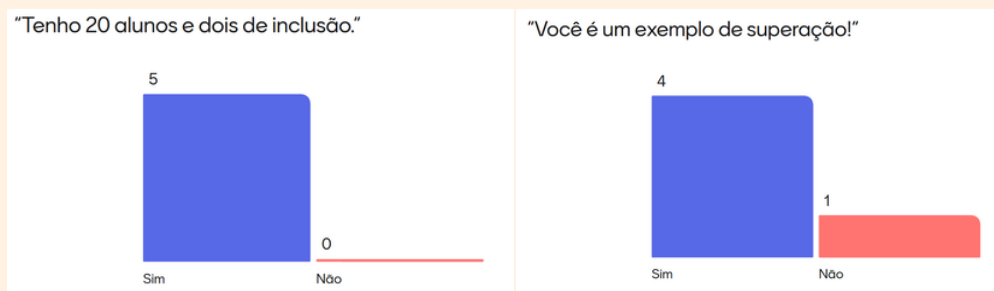 “Tenho 20 alunos e dois de inclusão.”
5
0
Sim Não
“Você é um exemplo de superação!”
4
1
Sim Não